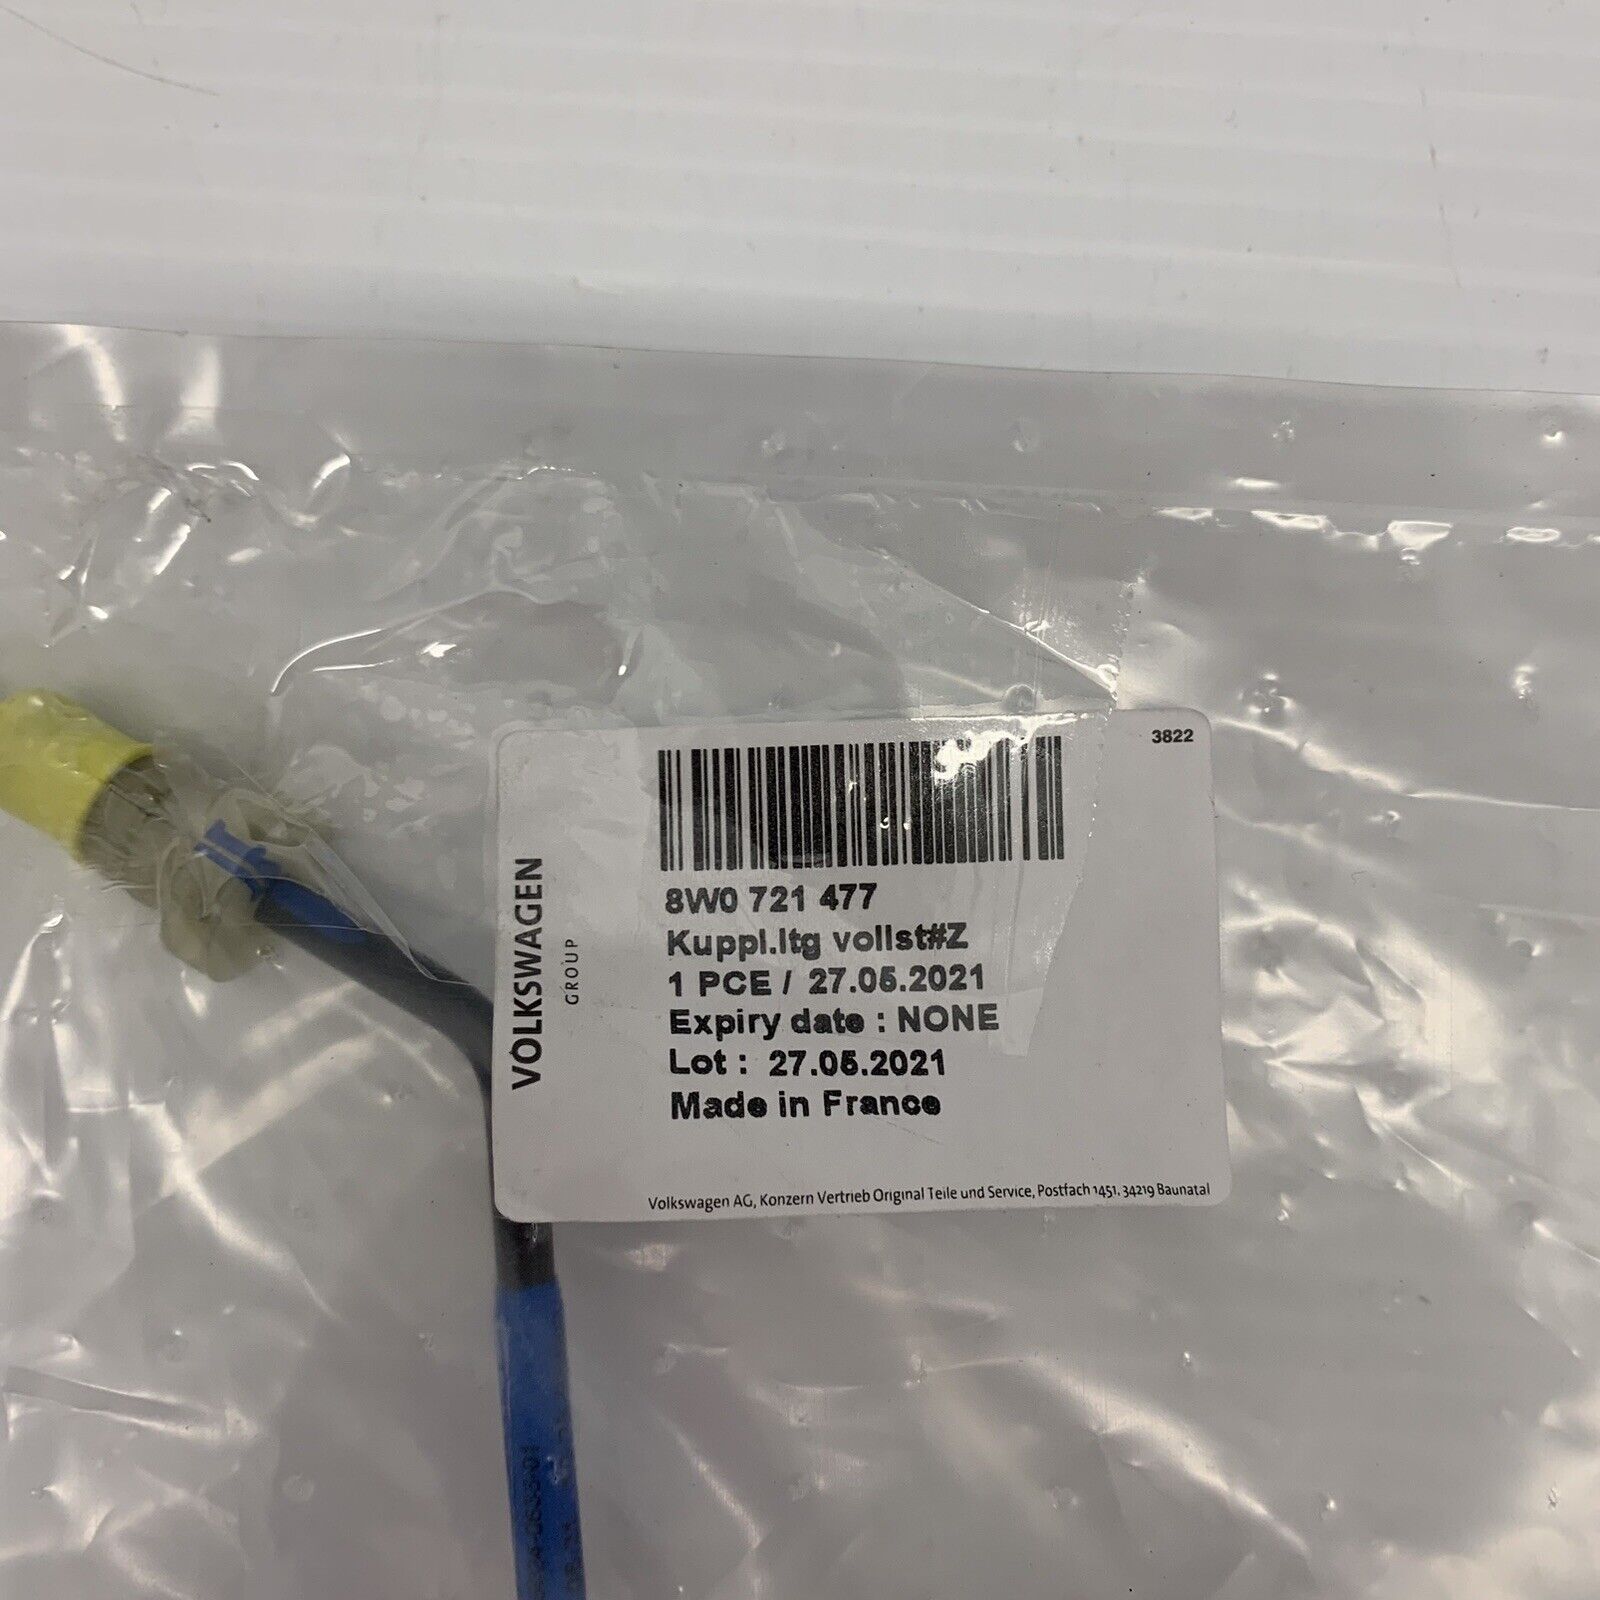 3822
VOLKSWAGEN
GROUP
8W0 721 477
Kuppl.ltg vollst#Z
1 PCE / 27.05.2021
Expiry date : NONE
Lot : 27.05.2021
Made in France
Volkswagen AG, Konzern Vertrieb Original Teile und Service, Postfach 1451, 34219 Baunatal